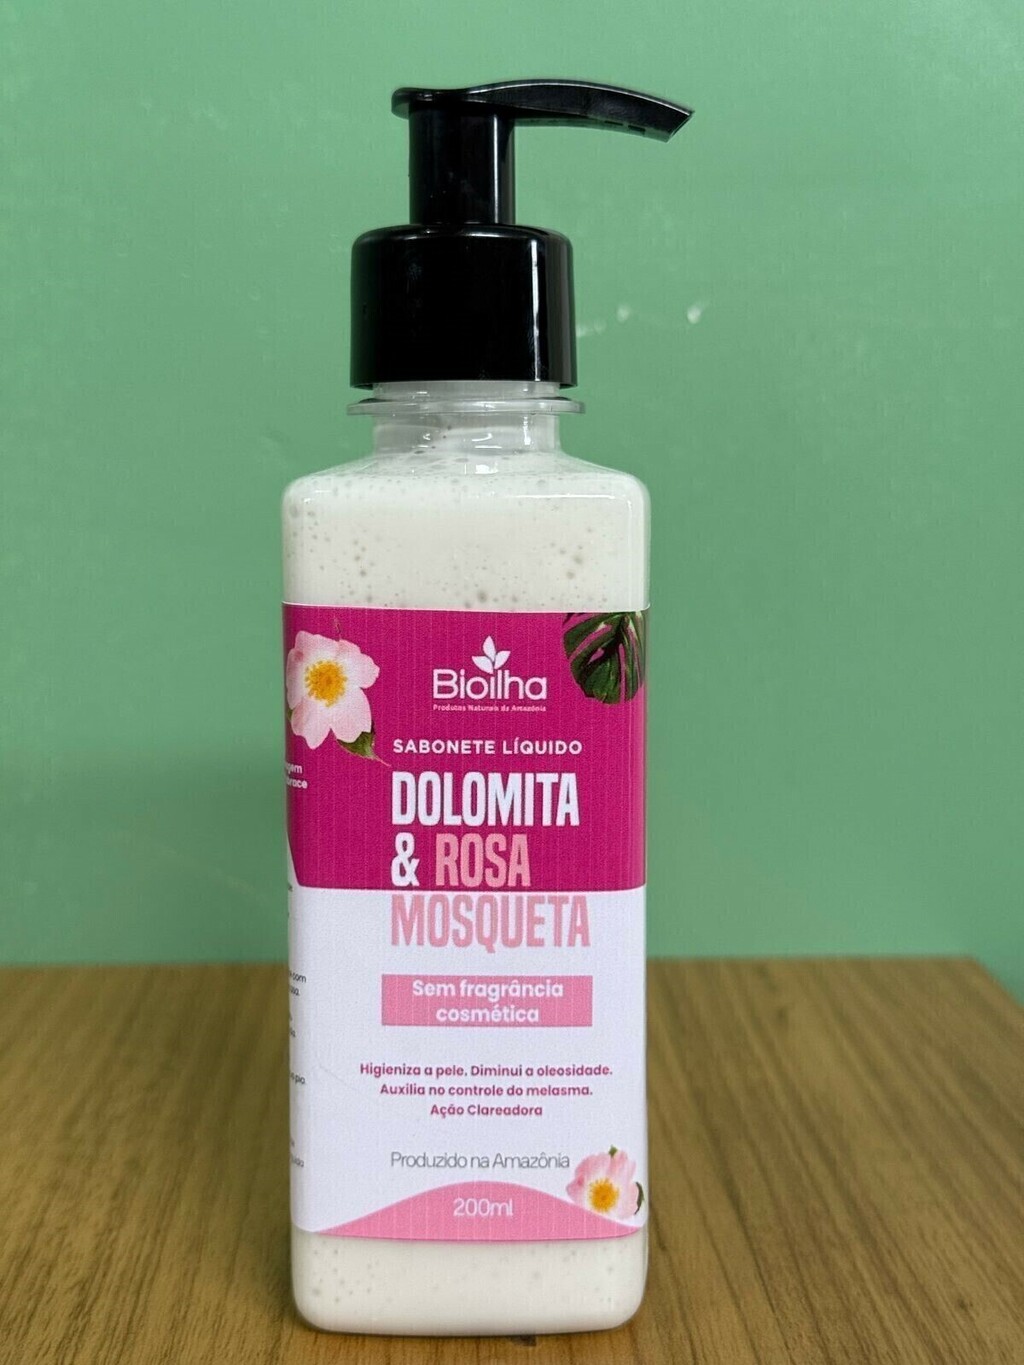 Bioilha
Produtos Naturais da Amazônia
SABONETE LÍQUIDO
DOLOMITA
& ROSA
MOSQUETA
Sem fragrância
cosmética
Higieniza a pele. Diminui a oleosidade.
Auxilia no controle do melasma.
Ação Clareadora
Produzido na Amazônia
200ml